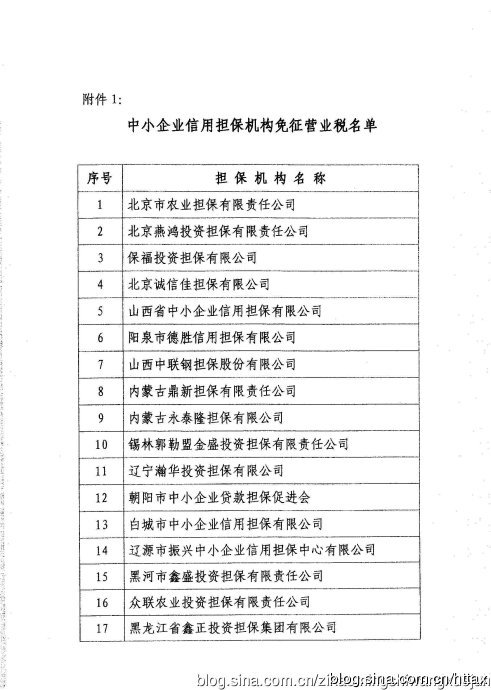 附件 1:
中小企业信用担保机构免征营业税名单
序号 担保机构名称
1 北京市农业担保有限责任公司
2 北京燕鸿投资担保有限责任公司
3 保福投资担保有限公司
4 北京诚信佳担保有限公司
5 山西省中小企业信用担保有限公司
6 阳泉市德胜信用担保有限公司
7 山西中联钢担保股份有限公司
8 内蒙古鼎新担保有限责任公司
9 内蒙古永泰隆担保有限公司
10 锡林郭勒盟金盛投资担保有限责任公司
11 辽宁瀚华投资担保有限公司
12 朝阳市中小企业贷款担保促进会
13 白城市中小企业信用担保有限公司
14 辽源市振兴中小企业信用担保中心有限公司
15 黑河市鑫盛投资担保有限责任公司
16 众联农业投资担保有限责任公司
17 黑龙江省鑫正投资担保集团有限公司